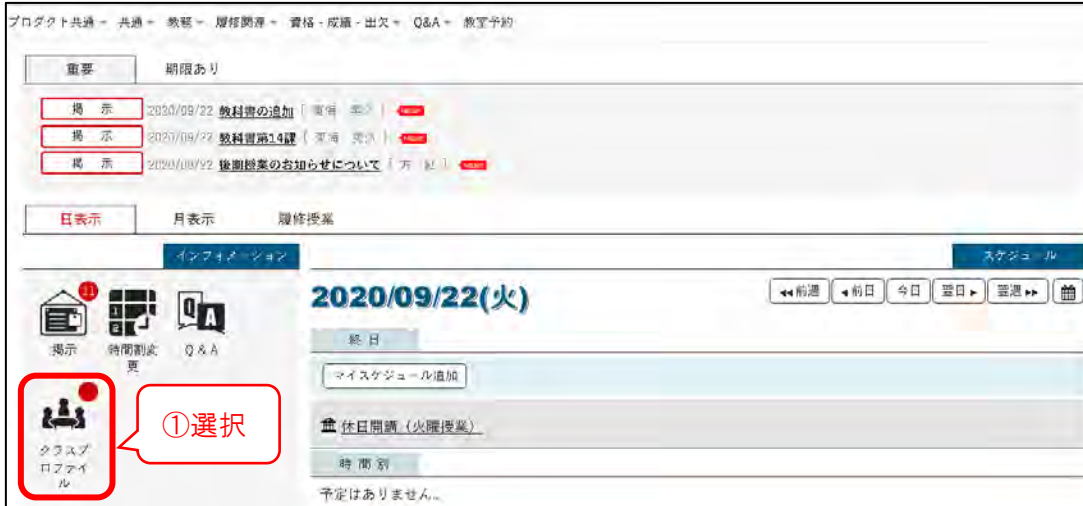 プロダクト共通 共通 教務 履修関連 資格・成績・出欠 Q&A 教室予約
重要 期限あり
掲示 2020/09/22 教科書の追加
掲示 2020/09/22 教科書第14課
掲示 2020/09/22 後期授業のお知らせについて
日表示 月表示 履修授業
インフォメーション スケジュール
2020/09/22(火) 前週 前日 今日 翌日 翌週
終日
11
掲示 時間割変更 Q&A
マイスケジュール追加
①選択
休日開講（火曜授業）
クラスプロファイル
時間別
予定はありません。